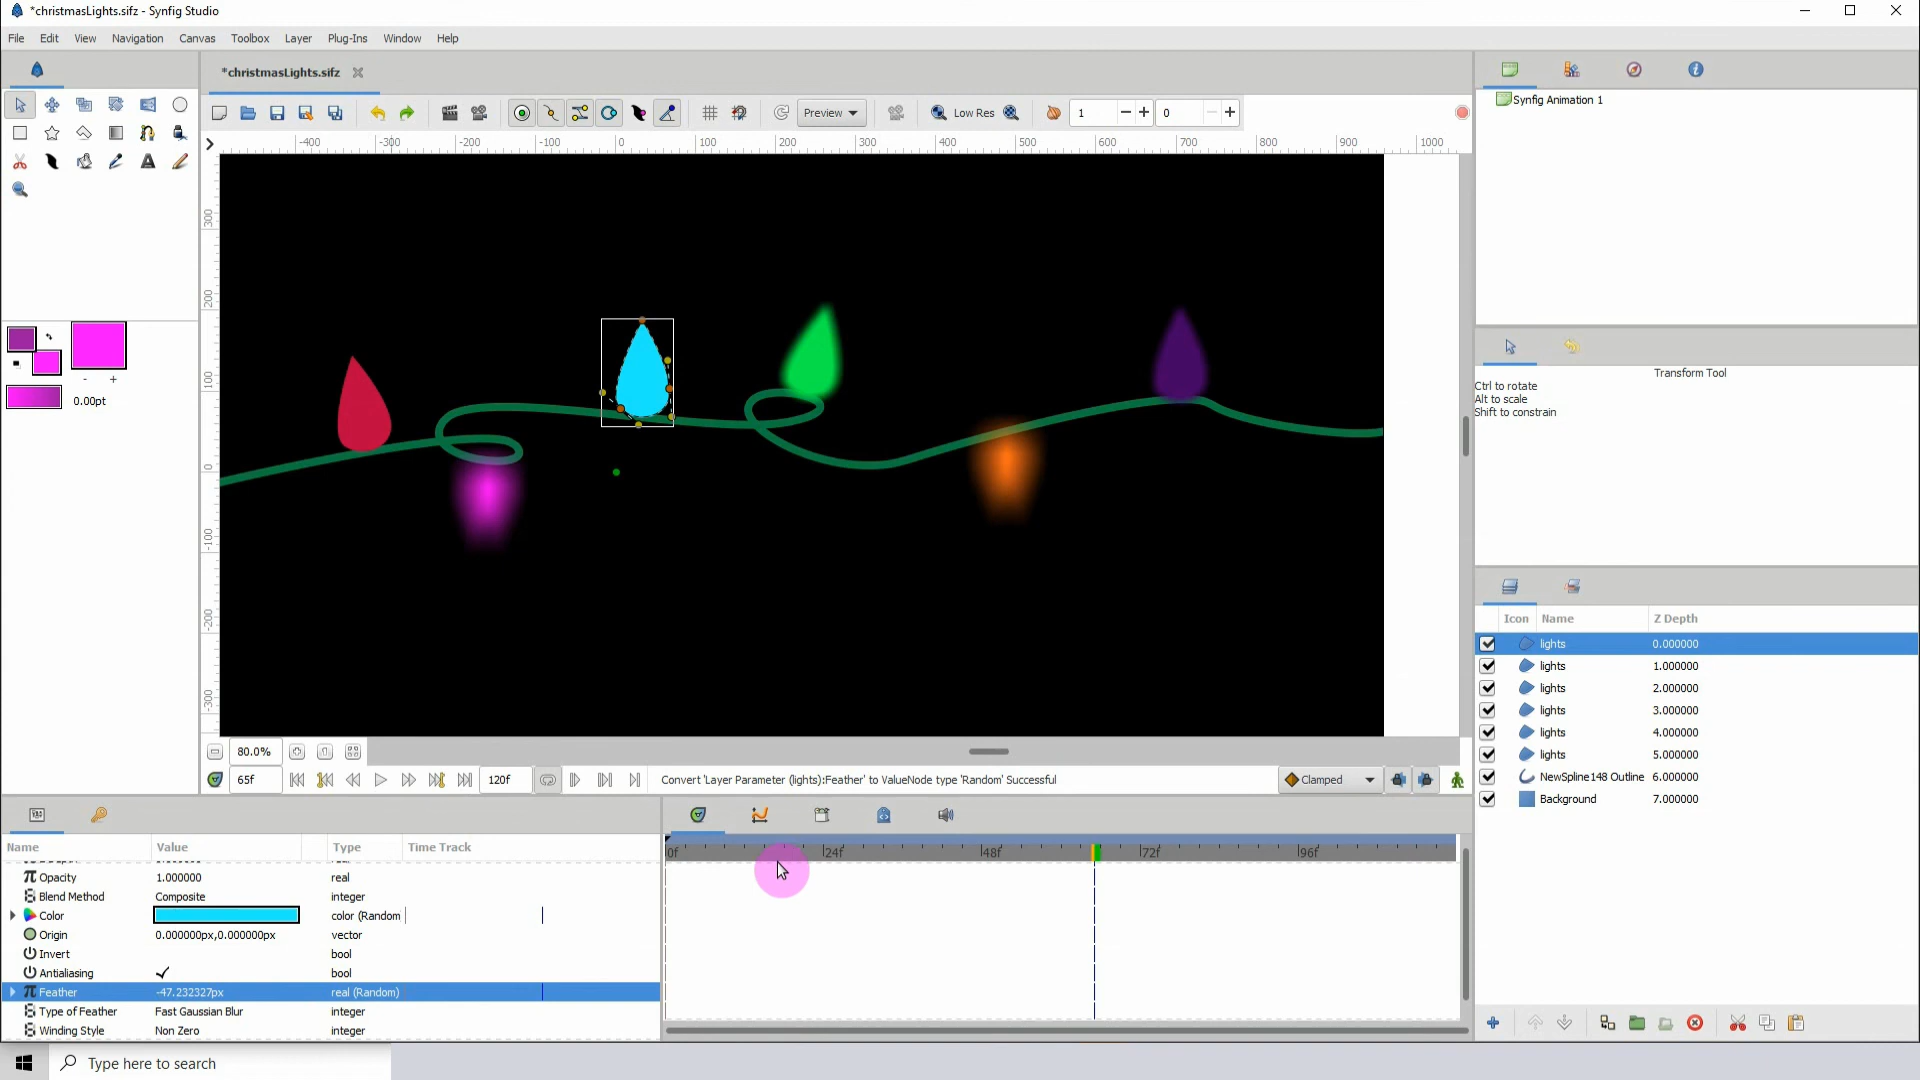 *christmasLights.sifz - Synfig Studio
File Edit View Navigation Canvas Toolbox Layer Plug-Ins Window Help
*christmasLights.sifz
Preview Low Res 1 0
-400 -300 -200 -100 0 100 200 300 400 500 600 700 800 900 1000
300
200
100
0
-100
-200
-300
- +
0.00pt
Synfig Animation 1
Transform Tool
Ctrl to rotate
Alt to scale
Shift to constrain
Icon Name Z Depth
lights 0.000000
lights 1.000000
lights 2.000000
lights 3.000000
lights 4.000000
lights 5.000000
NewSpline148 Outline 6.000000
Background 7.000000
80.0%
65f 120f Convert 'Layer Parameter (lights):Feather' to ValueNode type 'Random' Successful Clamped
Name Value Type Time Track
0f 24f 48f 72f 96f
Opacity 1.000000 real
Blend Method Composite integer
Color color (Random
Origin 0.000000px,0.000000px vector
Invert bool
Antialiasing bool
Feather -47.232327px real (Random)
Type of Feather Fast Gaussian Blur integer
Winding Style Non Zero integer
Type here to search